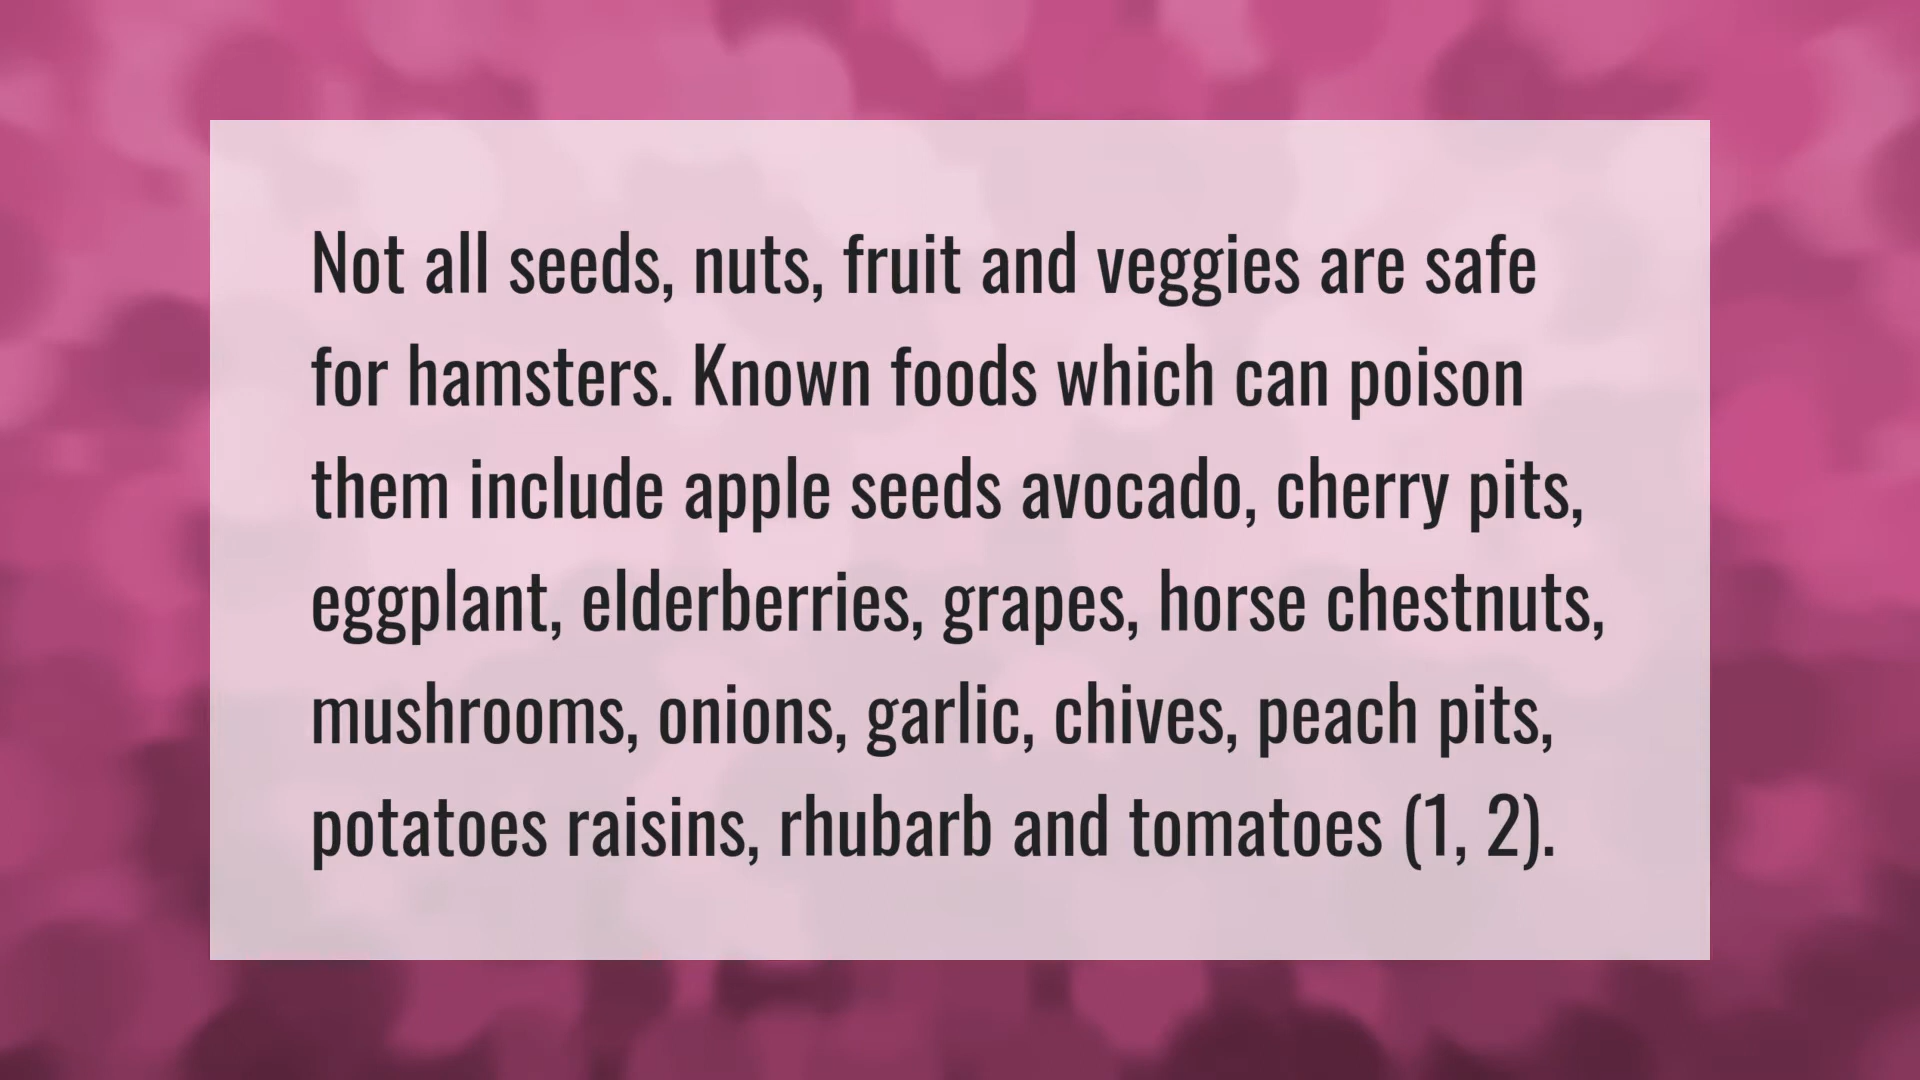 Not all seeds, nuts, fruit and veggies are safe
for hamsters. Known foods which can poison
them include apple seeds avocado, cherry pits,
eggplant, elderberries, grapes, horse chestnuts,
mushrooms, onions, garlic, chives, peach pits,
potatoes raisins, rhubarb and tomatoes (1, 2).